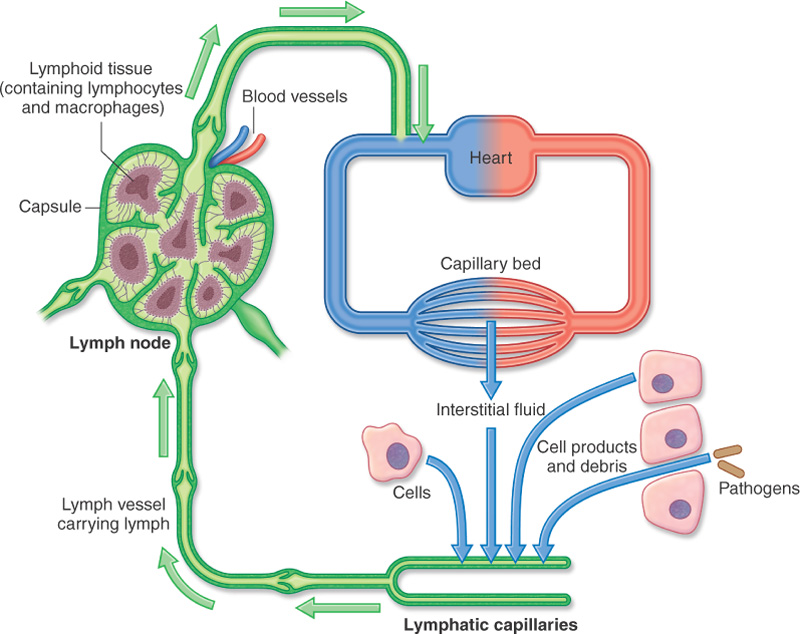 Lymphoid tissue
(containing lymphocytes
and macrophages)
Blood vessels
Heart
Capsule
Capillary bed
Lymph node
Interstitial fluid
Cell products
and debris
Cells
Pathogens
Lymph vessel
carrying lymph
Lymphatic capillaries